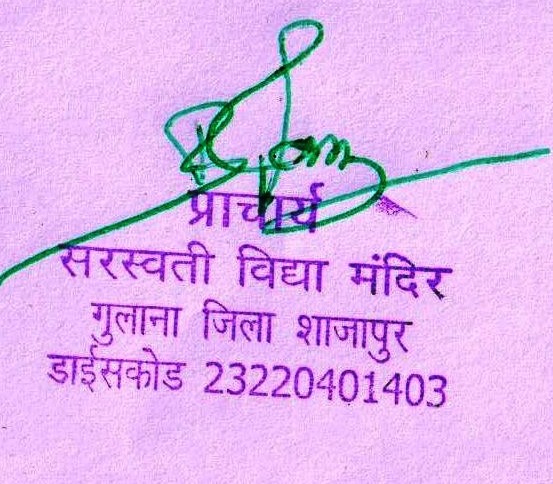 प्राचार्य
सरस्वती विद्या मंदिर
गुलाना जिला शाजापुर
डाईसकोड 23220401403